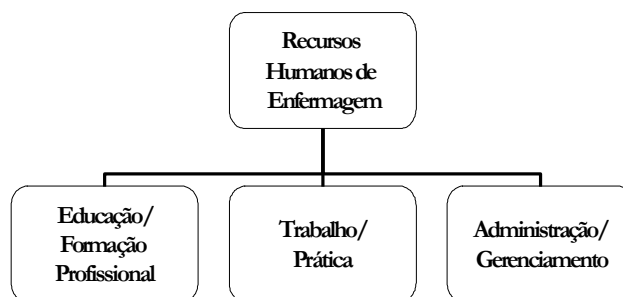 Recursos
Humanos de
Enfermagem
Educação/
Formação
Profissional
Trabalho/
Prática
Administração/
Gerenciamento